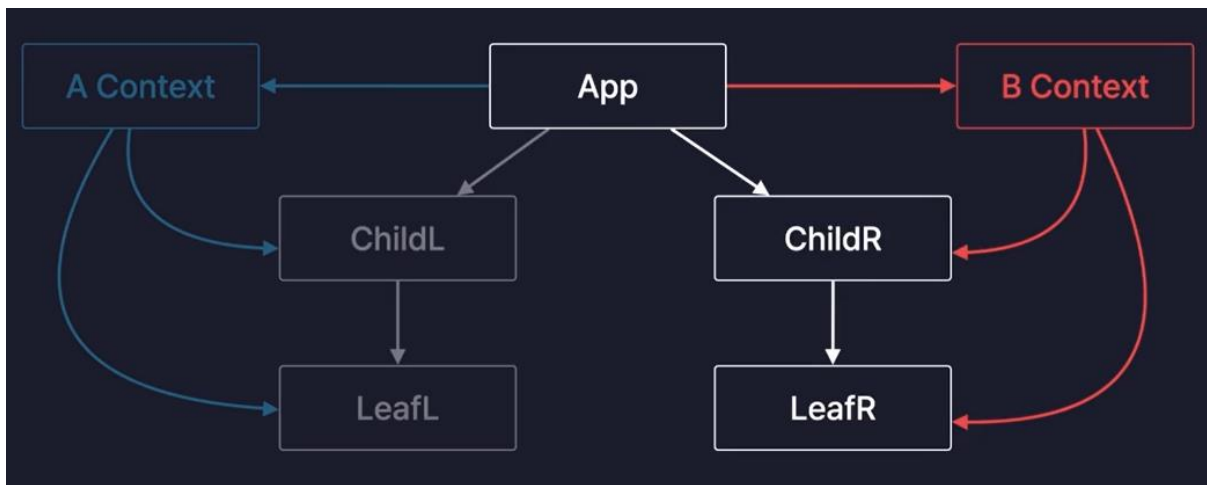 A Context
App
B Context
ChildL
ChildR
LeafL
LeafR